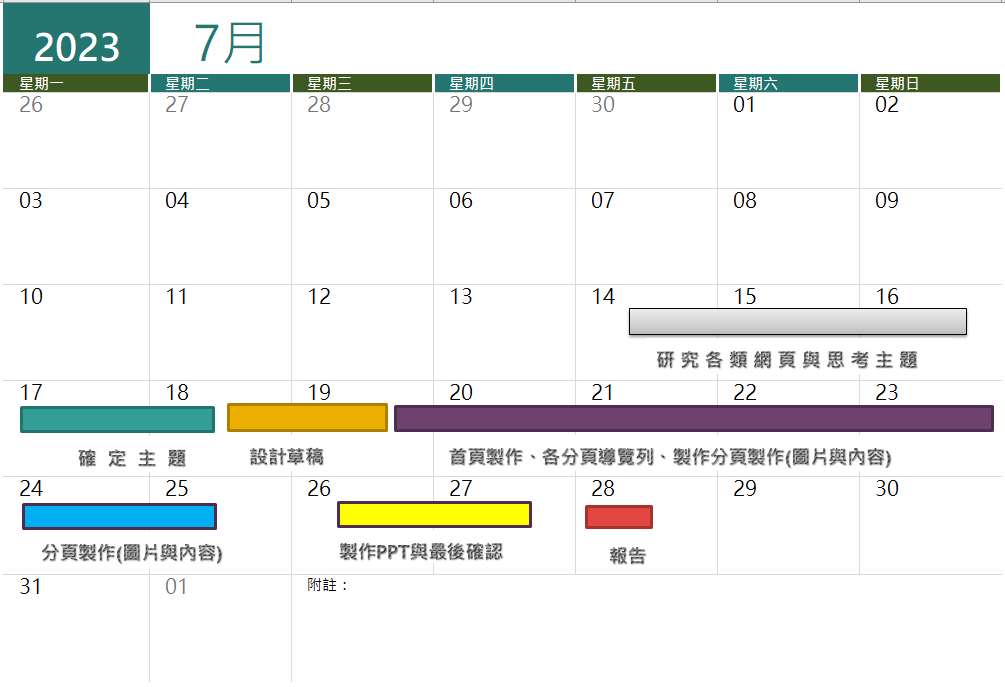 2023 7月
星期一 星期二 星期三 星期四 星期五 星期六 星期日
26 27 28 29 30 01 02
03 04 05 06 07 08 09
10 11 12 13 14 15 16
研究各類網頁與思考主題
17 18 19 20 21 22 23
確定主題 設計草稿 首頁製作、各分頁導覽列、製作分頁製作(圖片與內容)
24 25 26 27 28 29 30
分頁製作(圖片與內容) 製作PPT與最後確認 報告
31 01 附註：